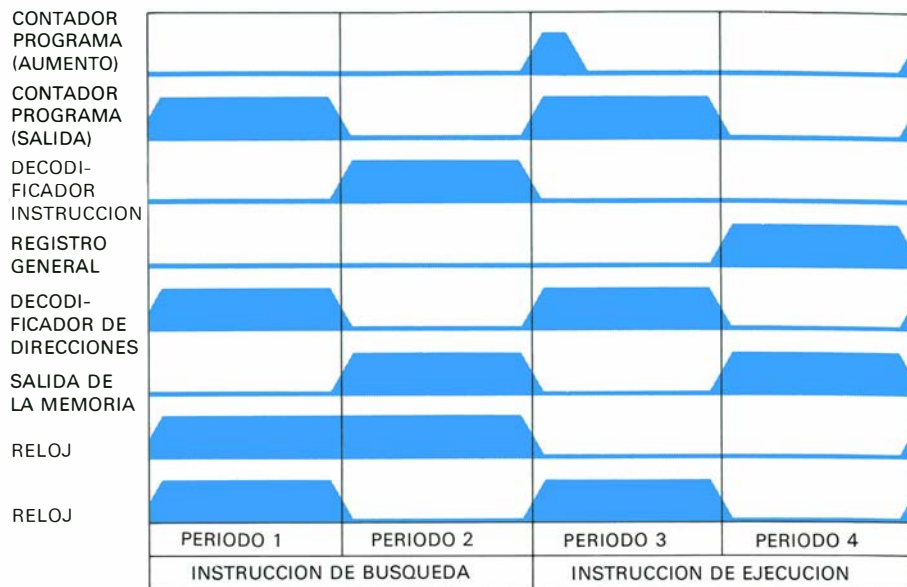 CONTADOR
PROGRAMA
(AUMENTO)
CONTADOR
PROGRAMA
(SALIDA)
DECODI-
FICADOR
INSTRUCCION
REGISTRO
GENERAL
DECODI-
FICADOR DE
DIRECCIONES
SALIDA DE
LA MEMORIA
RELOJ
RELOJ
PERIODO 1 PERIODO 2 PERIODO 3 PERIODO 4
INSTRUCCION DE BUSQUEDA INSTRUCCION DE EJECUCION